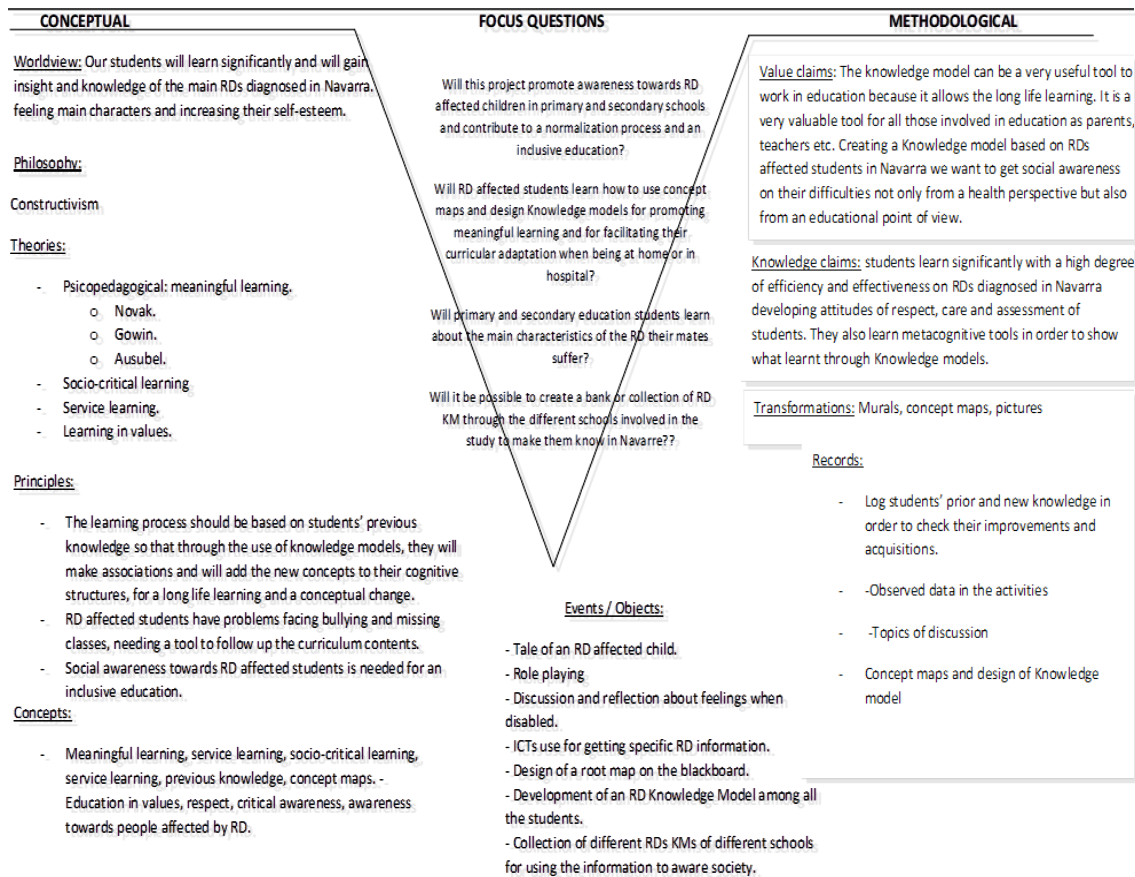 CONCEPTUAL
Worldview: Our students will learn significantly and will gain
insight and knowledge of the main RDs diagnosed in Navarra.
feeling main characters and increasing their self-esteem.
Philosophy:
Constructivism
Theories:
- Psicopedagogical: meaningful learning.
o Novak.
o Gowin.
o Ausubel.
- Socio-critical learning
- Service learning.
- Learning in values.
Principles:
- The learning process should be based on students' previous
knowledge so that through the use of knowledge models, they will
make associations and will add the new concepts to their cognitive
structures, for a long life learning and a conceptual change.
- RD affected students have problems facing bullying and missing
classes, needing a tool to follow up the curriculum contents.
- Social awareness towards RD affected students is needed for an
inclusive education.
Concepts:
- Meaningful learning, service learning, socio-critical learning,
service learning, previous knowledge, concept maps. -
Education in values, respect, critical awareness, awareness
towards people affected by RD.
FOCUS QUESTIONS
Will this project promote awareness towards RD
affected children in primary and secondary schools
and contribute to a normalization process and an
inclusive education?
Will RD affected students learn how to use concept
maps and design Knowledge models for promoting
meaningful learning and for facilitating their
curricular adaptation when being at home or in
hospital?
Will primary and secondary education students learn
about the main characteristics of the RD their mates
suffer?
Will it be possible to create a bank or collection of RD
KM through the different schools involved in the
study to make them know in Navarre??
Events / Objects:
- Tale of an RD affected child.
- Role playing
- Discussion and reflection about feelings when
disabled.
- ICTs use for getting specific RD information.
- Design of a root map on the blackboard.
- Development of an RD Knowledge Model among all
the students.
- Collection of different RDs KMs of different schools
for using the information to aware society.
METHODOLOGICAL
Value claims: The knowledge model can be a very useful tool to
work in education because it allows the long life learning. It is a
very valuable tool for all those involved in education as parents,
teachers etc. Creating a Knowledge model based on RDs
affected students in Navarra we want to get social awareness
on their difficulties not only from a health perspective but also
from an educational point of view.
Knowledge claims: students learn significantly with a high degree
of efficiency and effectiveness on RDs diagnosed in Navarra
developing attitudes of respect, care and assessment of
students. They also learn metacognitive tools in order to show
what learnt through Knowledge models.
Transformations: Murals, concept maps, pictures
Records:
- Log students' prior and new knowledge in
order to check their improvements and
acquisitions.
- -Observed data in the activities
- -Topics of discussion
- Concept maps and design of Knowledge
model